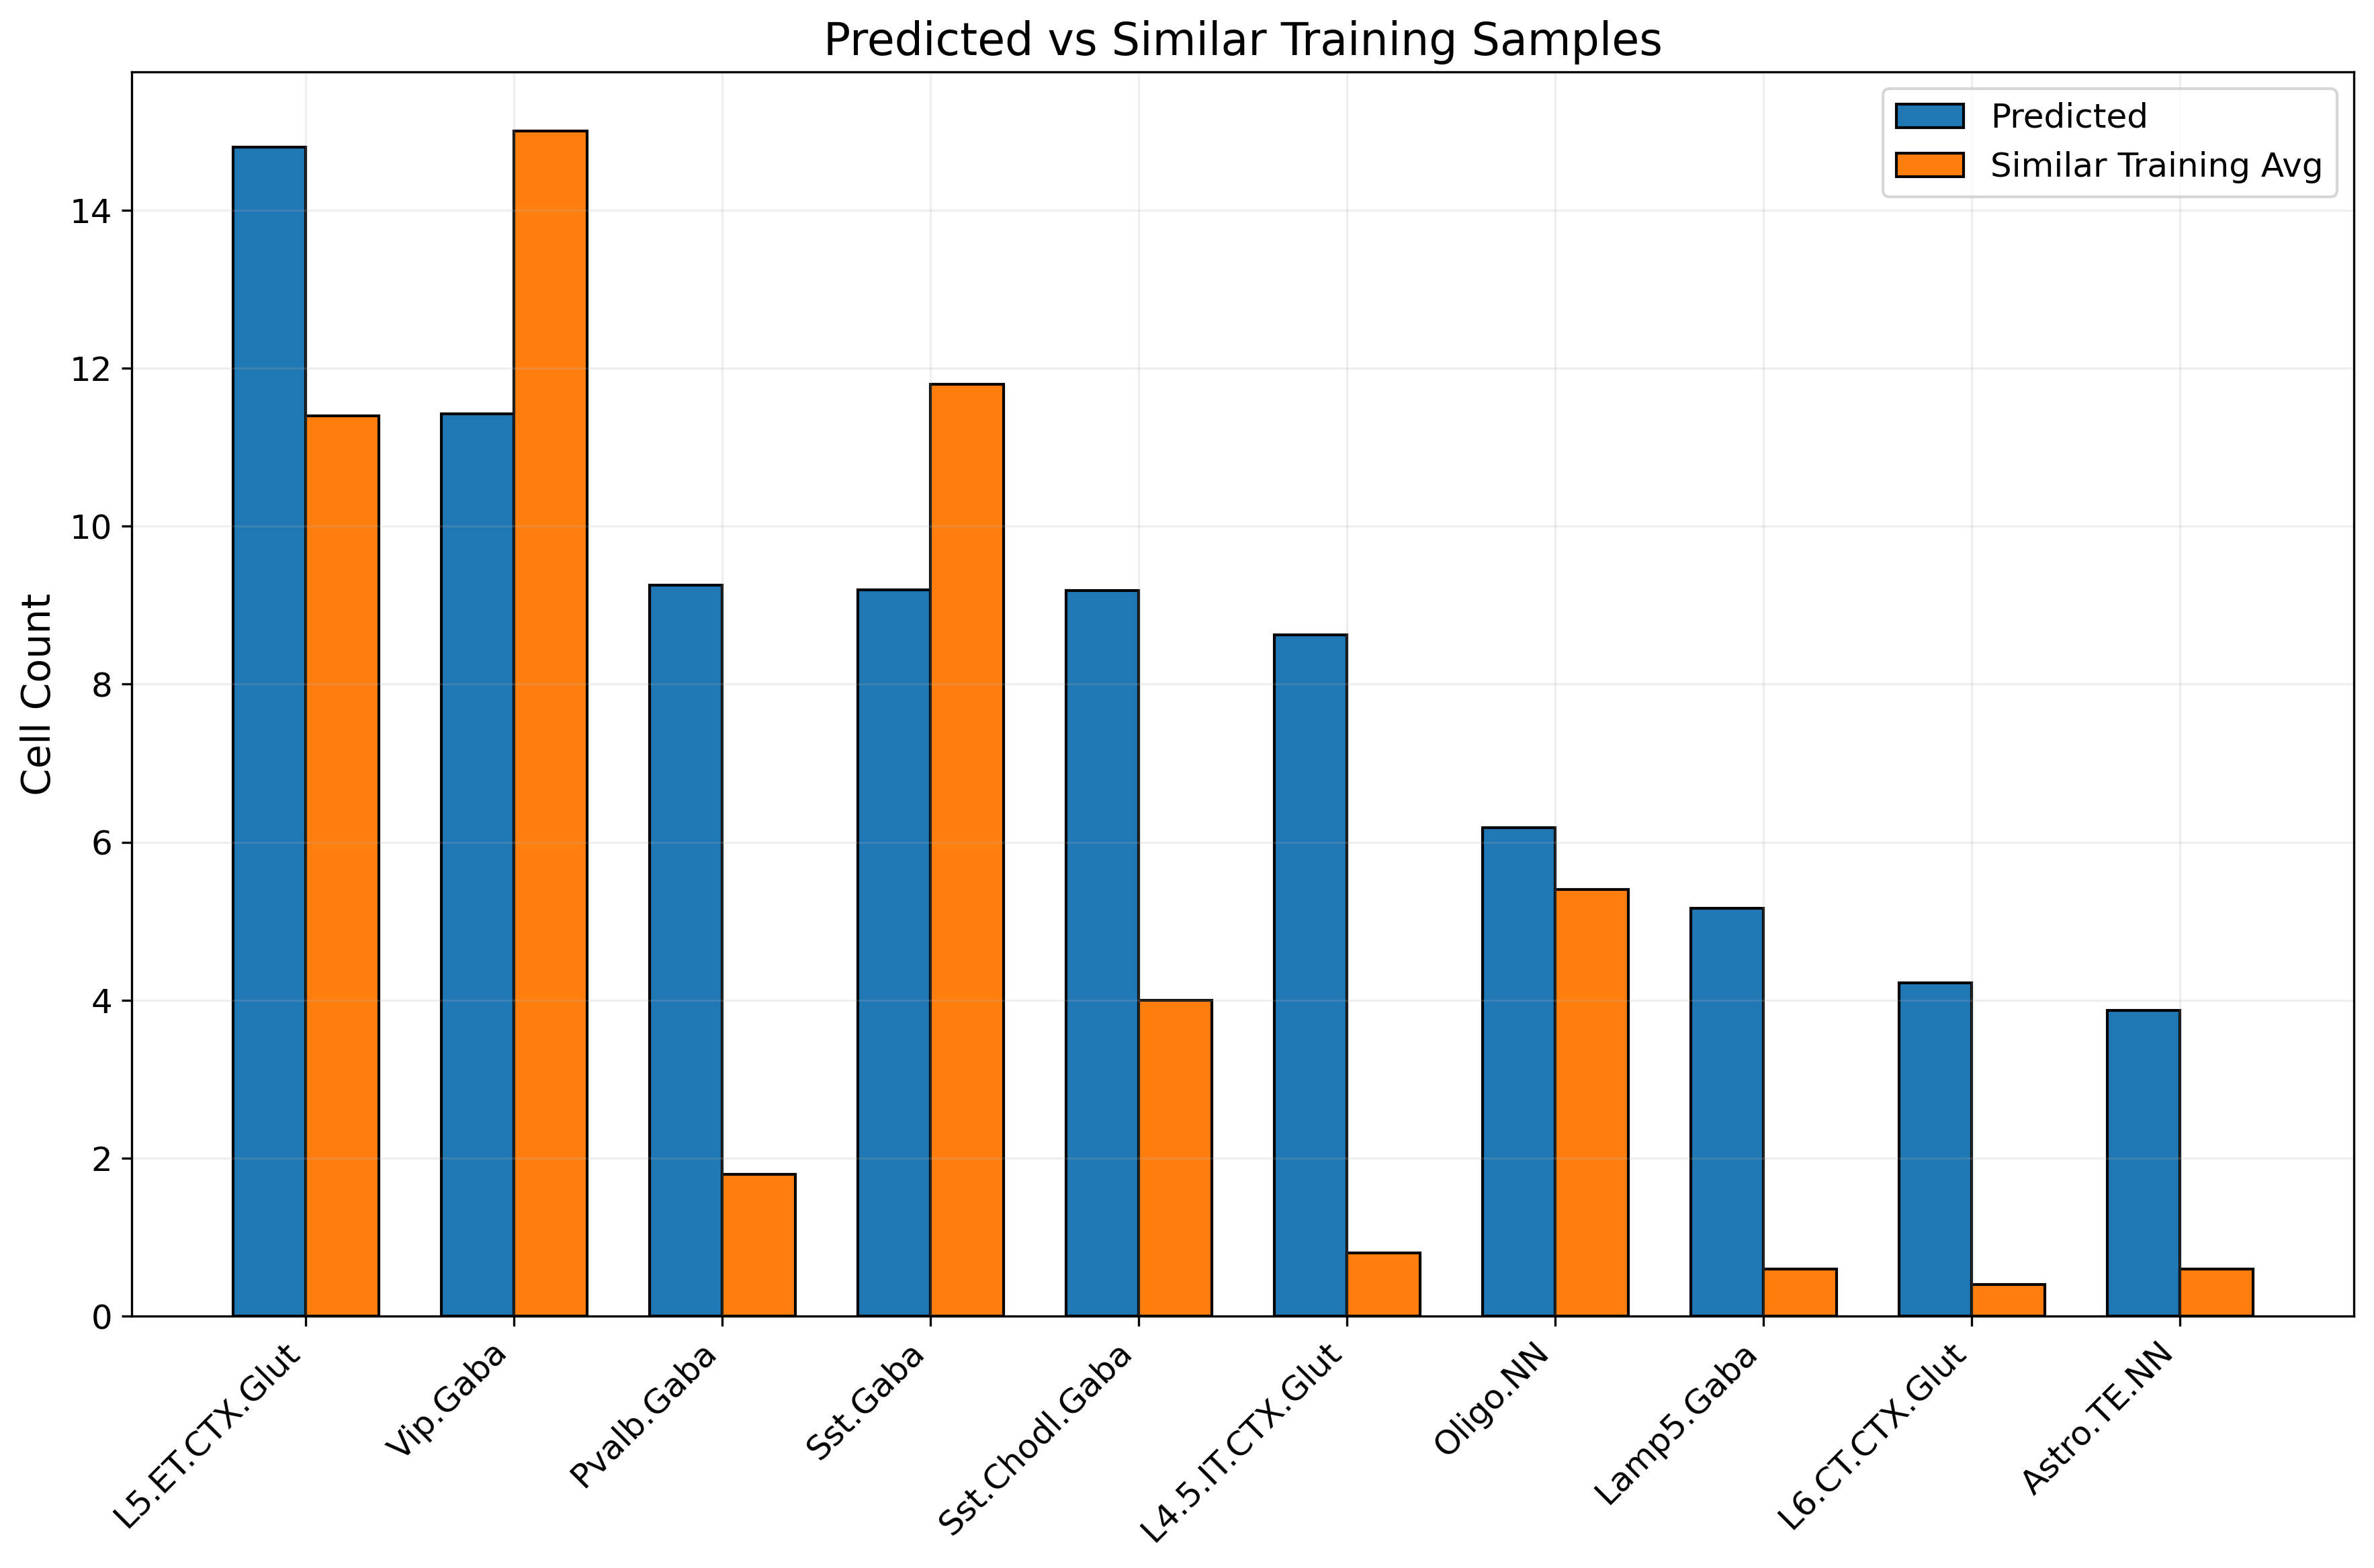 Predicted vs Similar Training Samples
Predicted
Similar Training Avg
Cell Count
14
12
10
8
6
4
2
0
L5.ET.CTX.Glut
Vip.Gaba
Pvalb.Gaba
Sst.Gaba
Sst.Chodl.Gaba
L4.5.IT.CTX.Glut
Oligo.NN
Lamp5.Gaba
L6.CT.CTX.Glut
Astro.TE.NN